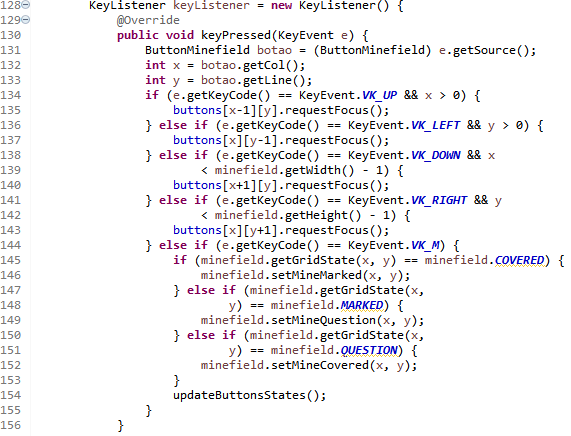 128 KeyListener keyListener = new KeyListener() {
129 @Override
130 public void keyPressed(KeyEvent e) {
131 ButtonMinefield botao = (ButtonMinefield) e.getSource();
132 int x = botao.getCol();
133 int y = botao.getLine();
134 if (e.getKeyCode() == KeyEvent.VK_UP && x > 0) {
135 buttons[x-1][y].requestFocus();
136 } else if (e.getKeyCode() == KeyEvent.VK_LEFT && y > 0) {
137 buttons[x][y-1].requestFocus();
138 } else if (e.getKeyCode() == KeyEvent.VK_DOWN && x
139 < minefield.getWidth() - 1) {
140 buttons[x+1][y].requestFocus();
141 } else if (e.getKeyCode() == KeyEvent.VK_RIGHT && y
142 < minefield.getHeight() - 1) {
143 buttons[x][y+1].requestFocus();
144 } else if (e.getKeyCode() == KeyEvent.VK_M) {
145 if (minefield.getGridState(x, y) == minefield.COVERED) {
146 minefield.setMineMarked(x, y);
147 } else if (minefield.getGridState(x,
148 y) == minefield.MARKED) {
149 minefield.setMineQuestion(x, y);
150 } else if (minefield.getGridState(x,
151 y) == minefield.QUESTION) {
152 minefield.setMineCovered(x, y);
153 }
154 updateButtonsStates();
155 }
156 }